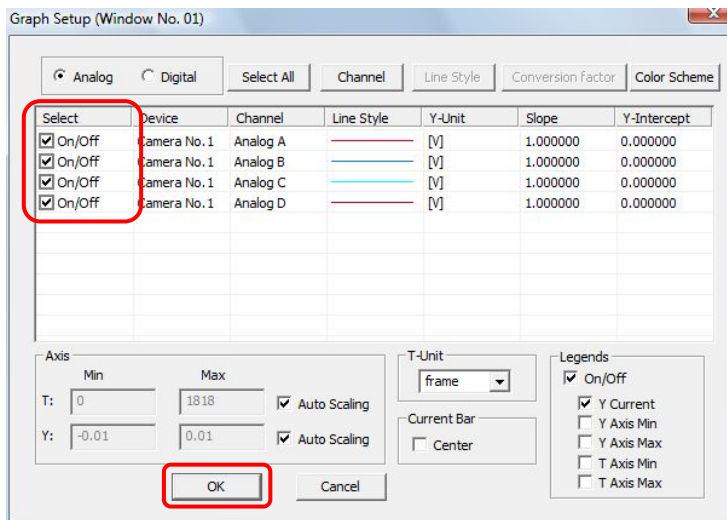 Graph Setup (Window No. 01)
Analog Digital Select All Channel Line Style Conversion factor Color Scheme
Select Device Channel Line Style Y-Unit Slope Y-Intercept
On/Off Camera No.1 Analog A [V] 1.000000 0.000000
On/Off Camera No.1 Analog B [V] 1.000000 0.000000
On/Off Camera No.1 Analog C [V] 1.000000 0.000000
On/Off Camera No.1 Analog D [V] 1.000000 0.000000
Axis
Min Max
T: 0 1818 Auto Scaling
Y: -0.01 0.01 Auto Scaling
T-Unit
frame
Current Bar
Center
Legends
On/Off
Y Current
Y Axis Min
Y Axis Max
T Axis Min
T Axis Max
OK Cancel